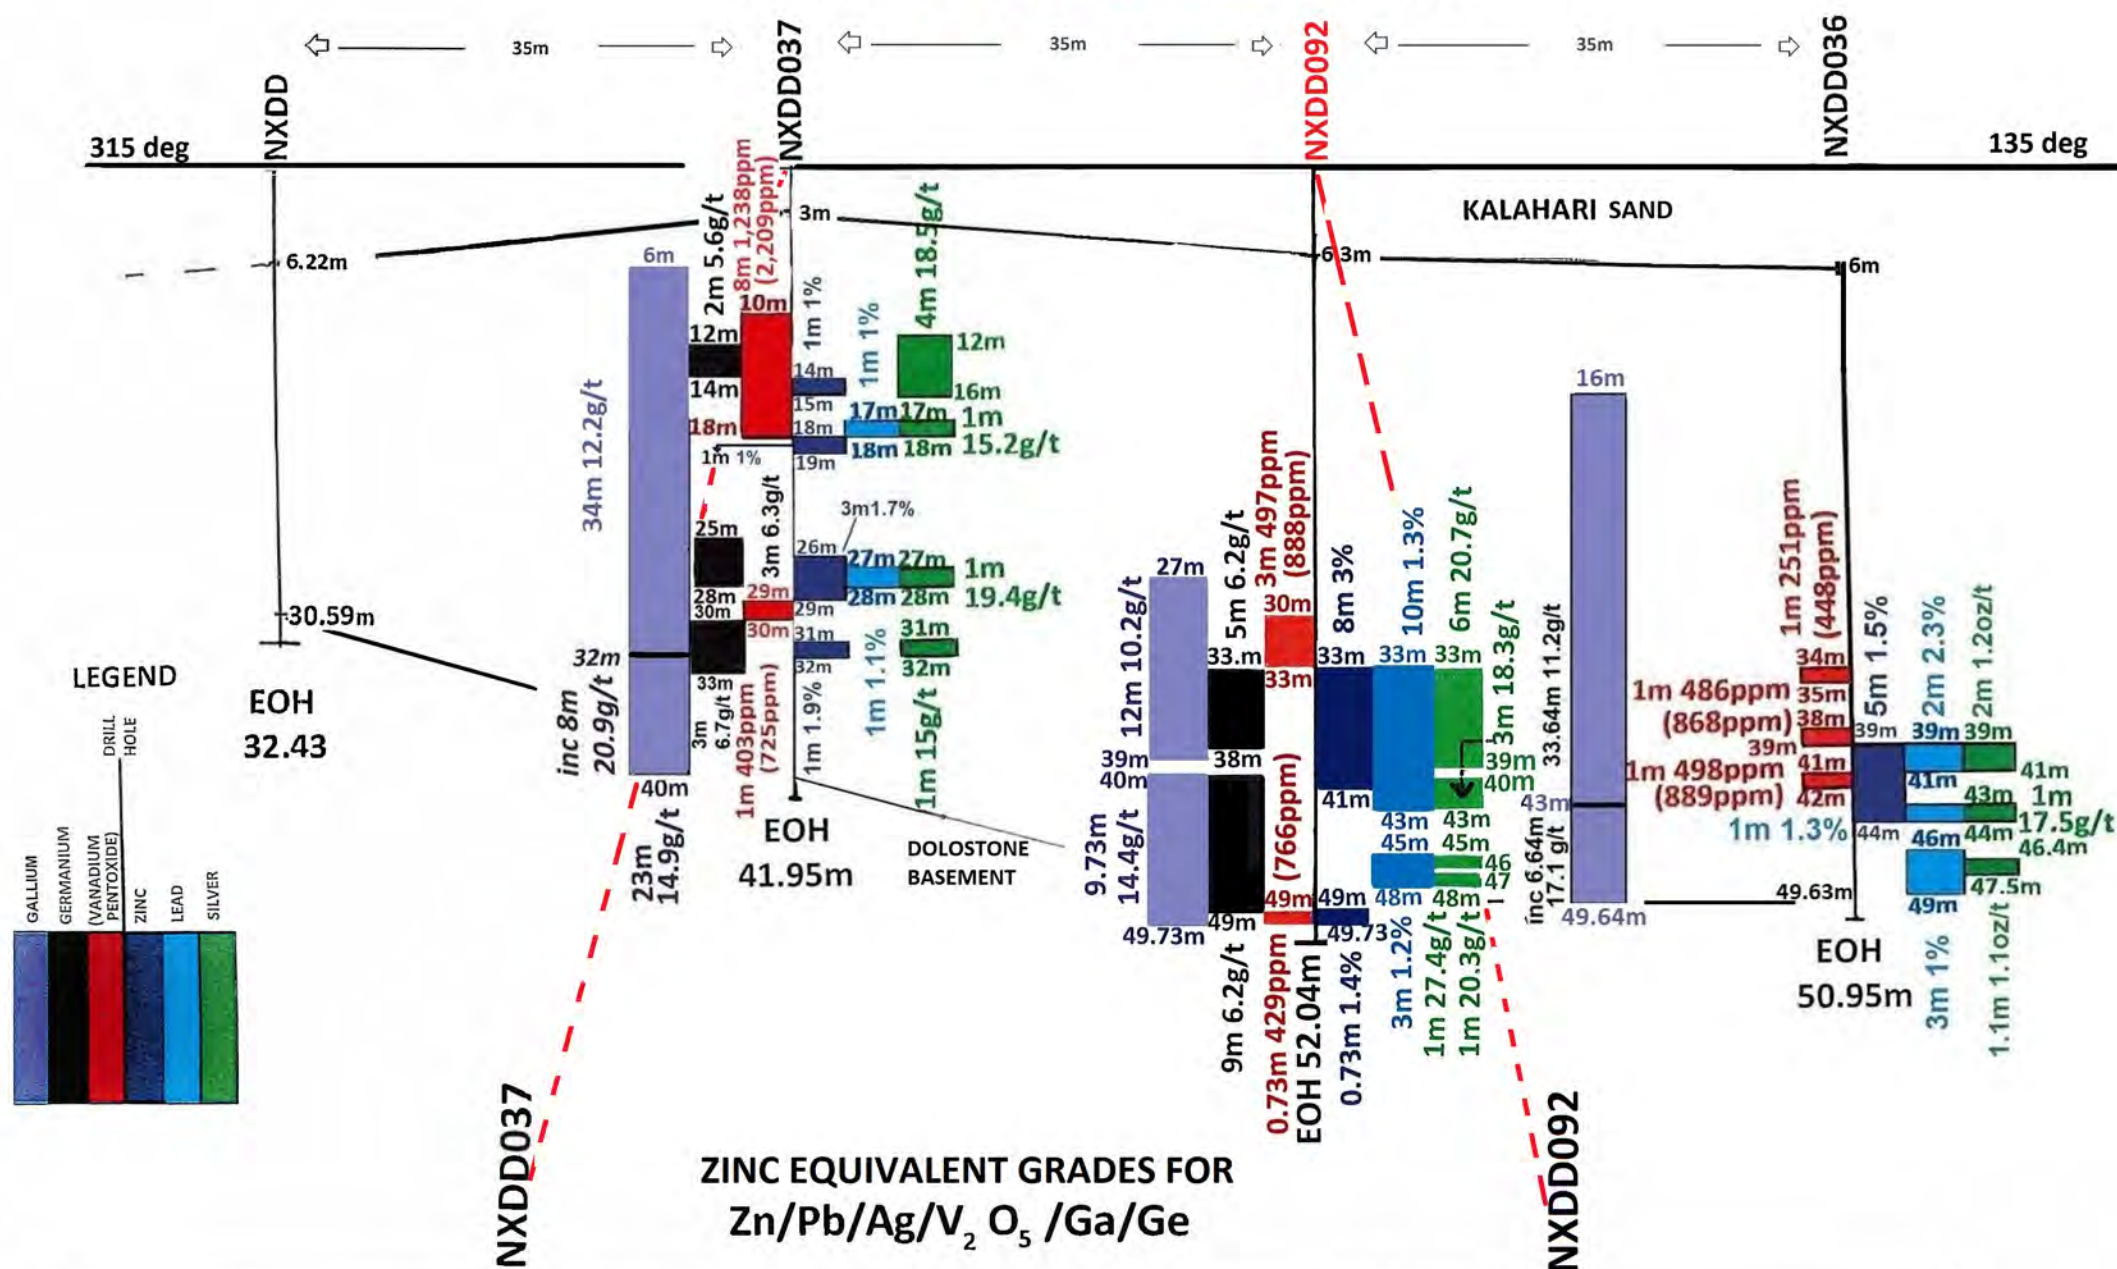 35m
35m
35m
NXDD
NXDD037
NXDD092
NXDD036
315 deg
135 deg
KALAHARI SAND
6.22m
3m
6.3m
6m
30.59m
EOH
32.43
6m
34m 12.2g/t
32m
inc 8m
20.9g/t
40m
23m
14.9g/t
2m 5.6g/t
12m
14m
8m 1,238ppm
(2,209ppm)
10m
18m
1m 1%
1m 1%
14m
15m
18m
19m
1m 1%
17m
18m
4m 18.5g/t
12m
16m
17m
18m
1m
15.2g/t
25m
28m
30m
33m
3m 6.3g/t
3m
6.7g/t
29m
30m
1m 403ppm
(725ppm)
3m1.7%
26m
29m
31m
32m
1m 1.9%
27m
28m
1m 1.1%
27m
28m
1m
19.4g/t
31m
32m
1m 15g/t
EOH
41.95m
DOLOSTONE
BASEMENT
27m
12m 10.2g/t
39m
40m
9.73m
14.4g/t
49.73m
5m 6.2g/t
33.m
38m
49m
9m 6.2g/t
3m 497ppm
(888ppm)
30m
33m
(766ppm)
49m
0.73m 429ppm
EOH 52.04m
8m 3%
33m
41m
49m
49.73
0.73m 1.4%
10m 1.3%
33m
43m
45m
48m
3m 1.2%
6m 20.7g/t
33m
3m 18.3g/t
39m
40m
43m
45m
46
47
48m
1m 27.4g/t
1m 20.3g/t
16m
33.64m 11.2g/t
43m
inc 6.64m
17.1 g/t
49.64m
1m 251ppm
(448ppm)
34m
35m
1m 486ppm
(868ppm)
38m
39m
1m 498ppm
(889ppm)
41m
42m
5m 1.5%
39m
44m
2m 2.3%
39m
41m
1m 1.3%
46m
49m
3m 1%
2m 1.2oz/t
39m
41m
43m
44m
1m
17.5g/t
46.4m
47.5m
1.1m 1.1oz/t
49.63m
EOH
50.95m
LEGEND
DRILL
HOLE
GALLIUM
GERMANIUM
(VANADIUM
PENTOXIDE)
ZINC
LEAD
SILVER
NXDD037
NXDD092
ZINC EQUIVALENT GRADES FOR
Zn/Pb/Ag/V₂ O₅ /Ga/Ge